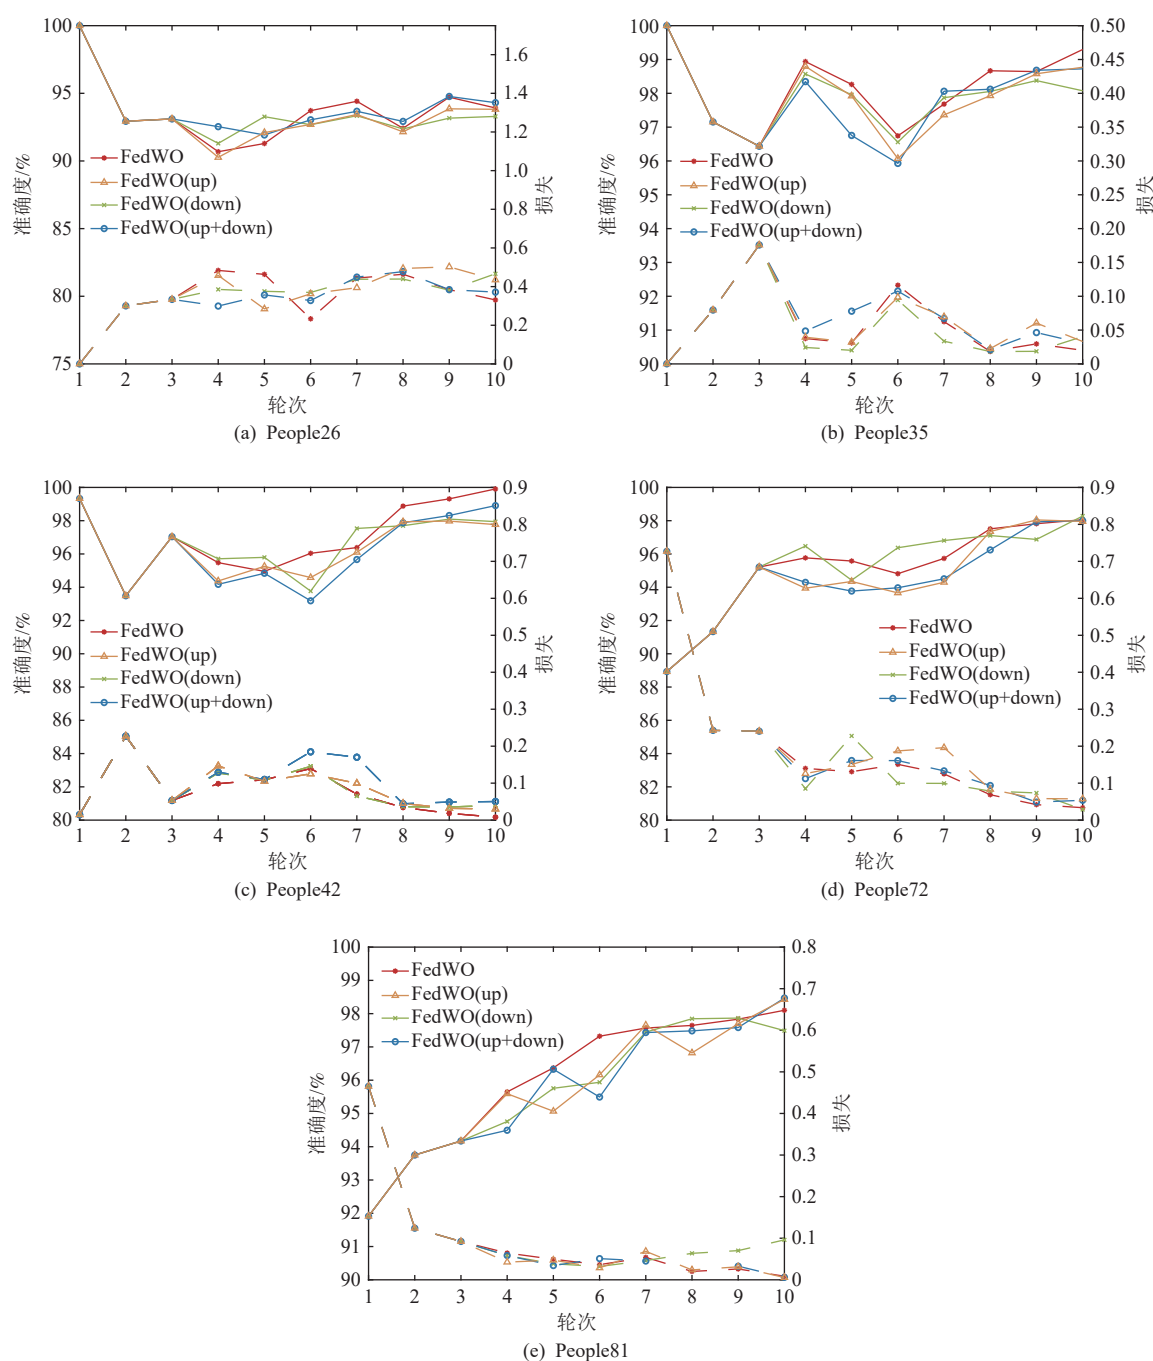 100
95
90
85
80
75
准确度/%
FedWO
FedWO(up)
FedWO(down)
FedWO(up+down)
1.6
1.4
1.2
1.0
0.8
0.6
0.4
0.2
0
损失
1 2 3 4 5 6 7 8 9 10
轮次
(a) People26
100
99
98
97
96
95
94
93
92
91
90
准确度/%
FedWO
FedWO(up)
FedWO(down)
FedWO(up+down)
0.50
0.45
0.40
0.35
0.30
0.25
0.20
0.15
0.10
0.05
0
损失
1 2 3 4 5 6 7 8 9 10
轮次
(b) People35
100
98
96
94
92
90
88
86
84
82
80
准确度/%
FedWO
FedWO(up)
FedWO(down)
FedWO(up+down)
0.9
0.8
0.7
0.6
0.5
0.4
0.3
0.2
0.1
0
损失
1 2 3 4 5 6 7 8 9 10
轮次
(c) People42
100
98
96
94
92
90
88
86
84
82
80
准确度/%
FedWO
FedWO(up)
FedWO(down)
FedWO(up+down)
0.9
0.8
0.7
0.6
0.5
0.4
0.3
0.2
0.1
0
损失
1 2 3 4 5 6 7 8 9 10
轮次
(d) People72
100
99
98
97
96
95
94
93
92
91
90
准确度/%
FedWO
FedWO(up)
FedWO(down)
FedWO(up+down)
0.8
0.7
0.6
0.5
0.4
0.3
0.2
0.1
0
损失
1 2 3 4 5 6 7 8 9 10
轮次
(e) People81